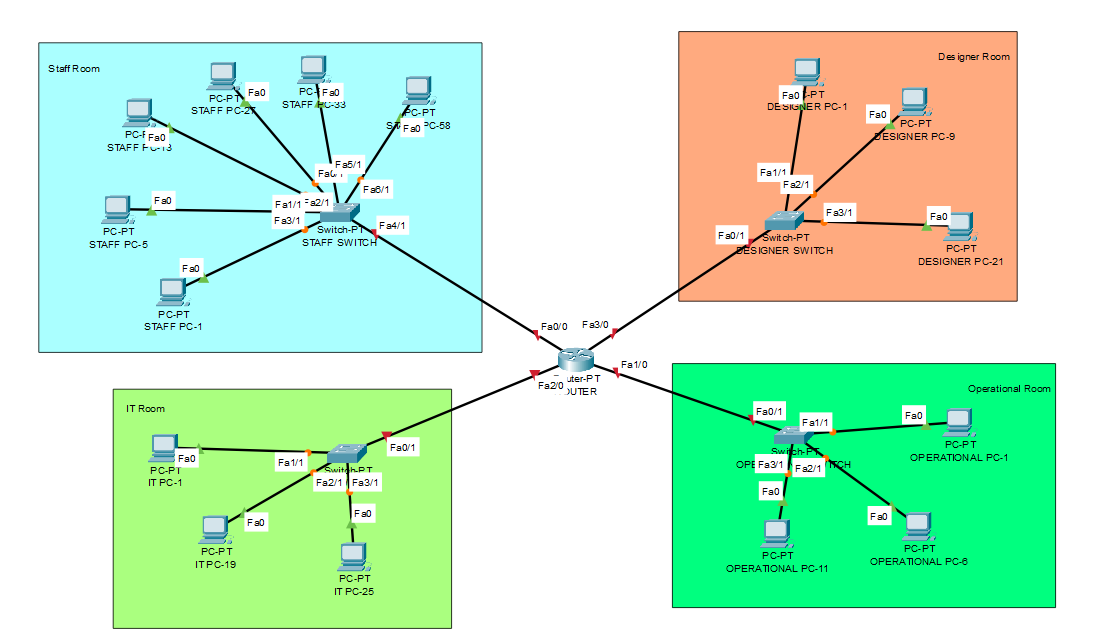 Staff Room
PC-PT
STAFF PC-27
Fa0
STAFF PC-33
Fa0
PC-PT
PC-58
Fa0
Fa0
Fa5/1
Fa6/1
PC-PT
STAFF PC-5
Fa0
Fa1/1
Fa2/1
Fa3/1
Switch-PT
STAFF SWITCH
Fa4/1
Fa0
PC-PT
STAFF PC-1
Designer Room
Fa0
DESIGNER PC-1
Fa0
PC-PT
DESIGNER PC-9
Fa1/1
Fa2/1
Fa3/1
Fa0
Fa0/1
Switch-PT
DESIGNER SWITCH
PC-PT
DESIGNER PC-21
Fa0/0
Fa3/0
Fa1/0
Fa2/0
IT Room
Fa0/1
PC-PT
IT PC-1
Fa0
Fa1/1
Switch-PT
Fa2/1
Fa3/1
Fa0
Fa0
PC-PT
IT PC-19
PC-PT
IT PC-25
Operational Room
Fa0/1
Fa1/1
Fa0
PC-PT
OPERATIONAL PC-1
Switch-PT
Fa3/1
Fa2/1
Fa0
Fa0
PC-PT
OPERATIONAL PC-11
PC-PT
OPERATIONAL PC-6